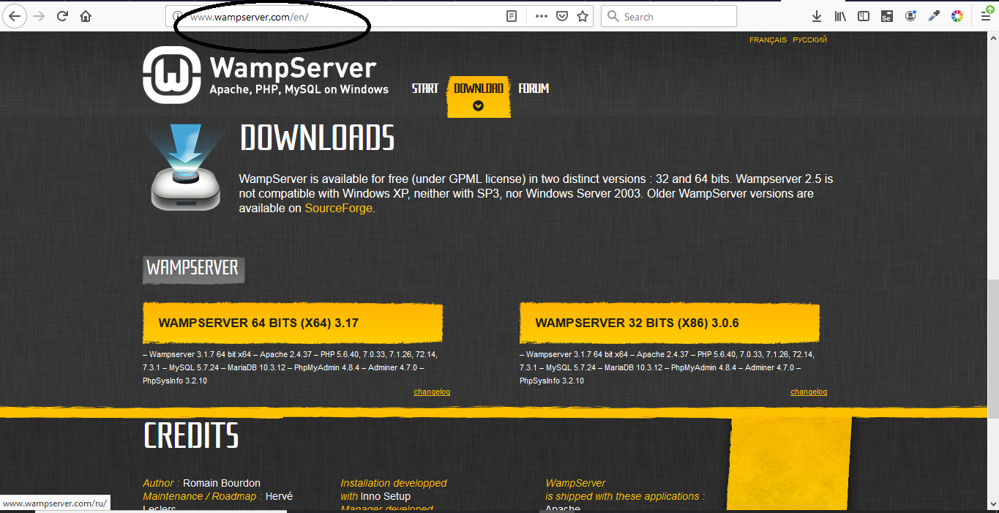 www.wampserver.com/en/
Search
FRANÇAIS РУССКИЙ
WampServer
Apache, PHP, MySQL on Windows
START DOWNLOAD FORUM
DOWNLOADS
WampServer is available for free (under GPML license) in two distinct versions : 32 and 64 bits. Wampserver 2.5 is
not compatible with Windows XP, neither with SP3, nor Windows Server 2003. Older WampServer versions are
available on SourceForge.
WAMPSERVER
WAMPSERVER 64 BITS (X64) 3.17
– Wampserver 3.1.7 64 bit x64 – Apache 2.4.37 – PHP 5.6.40, 7.0.33, 7.1.26, 72.14,
7.3.1 – MySQL 5.7.24 – MariaDB 10.3.12 – PhpMyAdmin 4.8.4 – Adminer 4.7.0 –
PhpSysInfo 3.2.10
changelog
WAMPSERVER 32 BITS (X86) 3.0.6
– Wampserver 3.1.7 64 bit x64 – Apache 2.4.37 – PHP 5.6.40, 7.0.33, 7.1.26, 72.14,
7.3.1 – MySQL 5.7.24 – MariaDB 10.3.12 – PhpMyAdmin 4.8.4 – Adminer 4.7.0 –
PhpSysInfo 3.2.10
changelog
CREDITS
Author : Romain Bourdon
Maintenance / Roadmap : Hervé
Leclerc
Installation developped
with Inno Setup
Manager developed
WampServer
is shipped with these applications :
Apache
www.wampserver.com/ru/